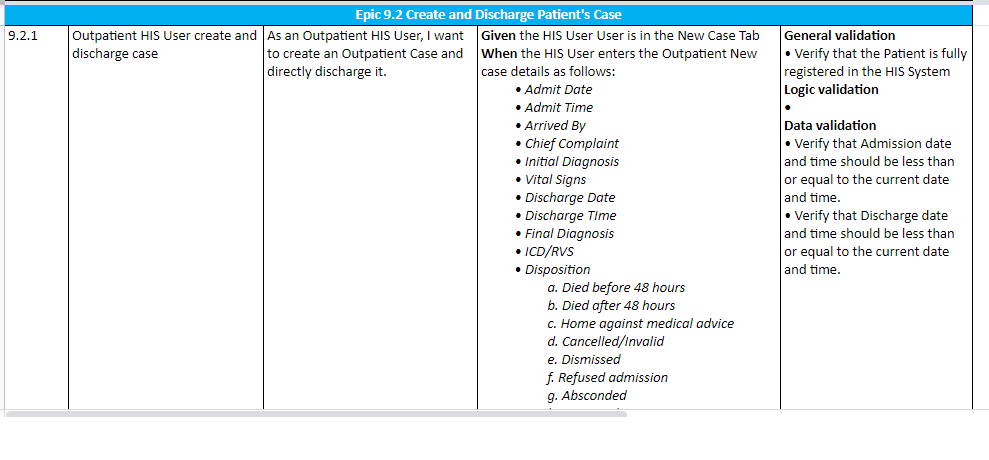 Epic 9.2 Create and Discharge Patient's Case
9.2.1
Outpatient HIS User create and
discharge case
As an Outpatient HIS User, I want
to create an Outpatient Case and
directly discharge it.
Given the HIS User User is in the New Case Tab
When the HIS User enters the Outpatient New
case details as follows:
• Admit Date
• Admit Time
• Arrived By
• Chief Complaint
• Initial Diagnosis
• Vital Signs
• Discharge Date
• Discharge TIme
• Final Diagnosis
• ICD/RVS
• Disposition
a. Died before 48 hours
b. Died after 48 hours
c. Home against medical advice
d. Cancelled/Invalid
e. Dismissed
f. Refused admission
g. Absconded
General validation
• Verify that the Patient is fully
registered in the HIS System
Logic validation
•
Data validation
• Verify that Admission date
and time should be less than
or equal to the current date
and time.
• Verify that Discharge date
and time should be less than
or equal to the current date
and time.